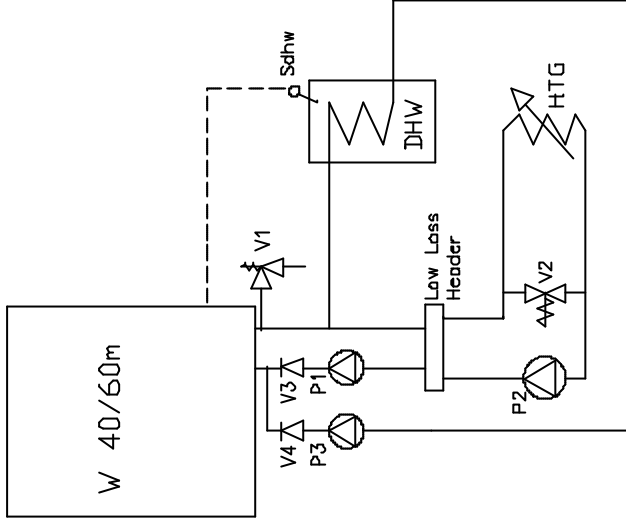 W 40/60m
Sdhw
DHW
HTG
V1
Low Loss
Header
V2
V3
P1
P2
V4
P3